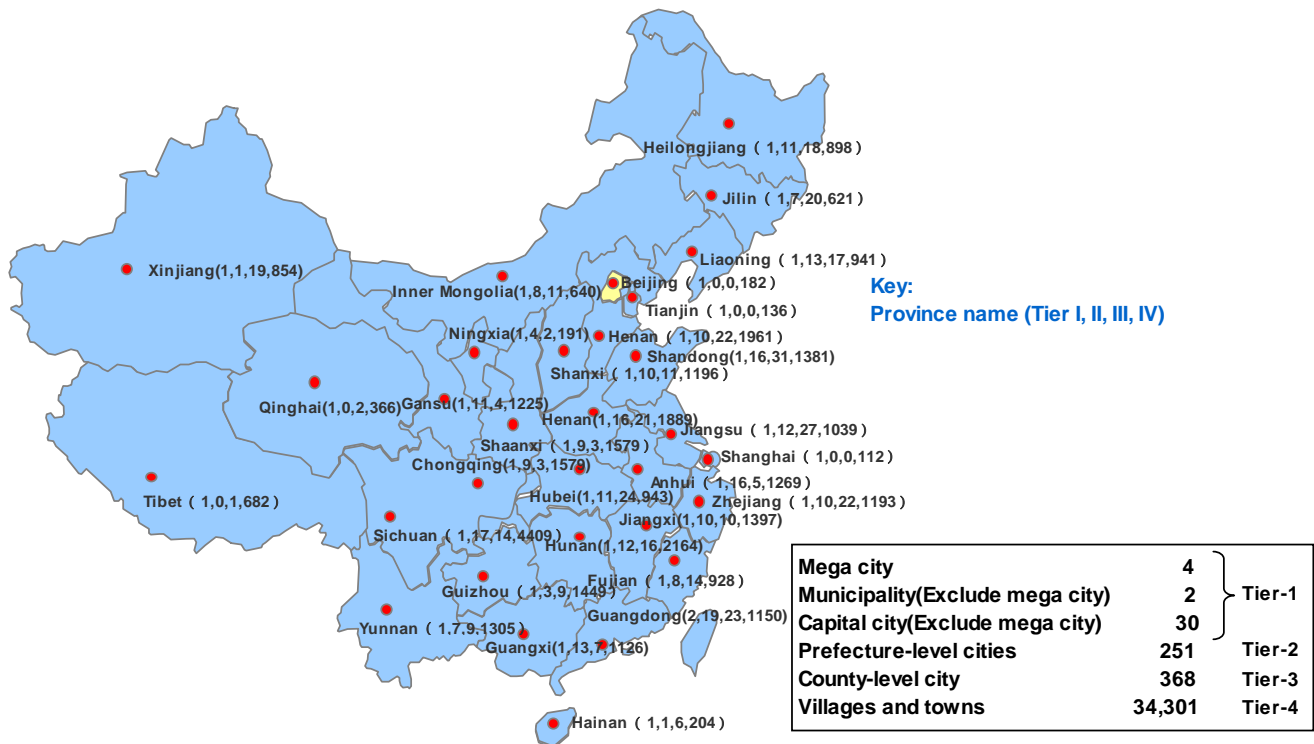 Heilongjiang ( 1,11,18,898)
Jilin ( 1,7,20,621)
Liaoning ( 1,13,17,941)
Xinjiang(1,1,19,854)
Inner Mongolia(1,8,11,640)
Beijing ( 1,0,0,182)
Tianjin ( 1,0,0,136)
Key:
Province name (Tier I, II, III, IV)
Ningxia(1,4,2,191)
Henan ( 1,10,22,1961)
Shandong(1,16,31,1381)
Shanxi ( 1,10,11,1196)
Qinghai(1,0,2,366)
Gansu(1,11,4,1225)
Henan(1,16,21,1889)
Jiangsu ( 1,12,27,1039)
Shaanxi ( 1,9,3,1579)
Shanghai ( 1,0,0,112)
Chongqing(1,9,3,1579)
Anhui ( 1,16,5,1269)
Tibet ( 1,0,1,682)
Hubei(1,11,24,943)
Zhejiang ( 1,10,22,1193)
Jiangxi(1,10,10,1397)
Sichuan ( 1,17,14,4409)
Hunan(1,12,16,2164)
Fujian ( 1,8,14,928)
Guizhou ( 1,3,9,1449)
Guangdong(2,19,23,1150)
Yunnan ( 1,7,9,1305)
Guangxi(1,13,7,1126)
Hainan ( 1,1,6,204)
Mega city 4
Municipality(Exclude mega city) 2 Tier-1
Capital city(Exclude mega city) 30
Prefecture-level cities 251 Tier-2
County-level city 368 Tier-3
Villages and towns 34,301 Tier-4